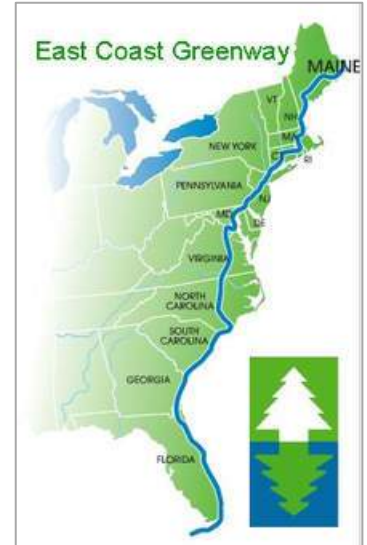 East Coast Greenway
MAINE
VT
NH
MA
NEW YORK
CT
RI
PENNSYLVANIA
NJ
MD
DE
VIRGINIA
NORTH
CAROLINA
SOUTH
CAROLINA
GEORGIA
FLORIDA